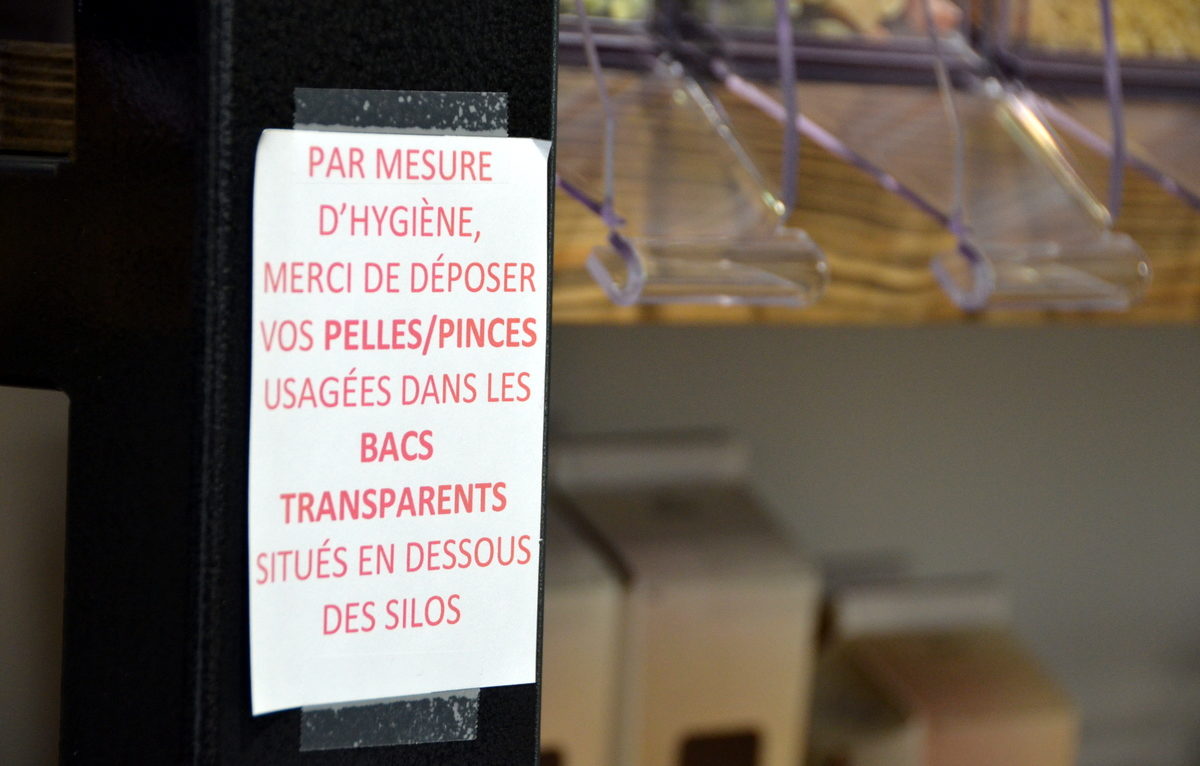 PAR MESURE
D’HYGIÈNE,
MERCI DE DÉPOSER
VOS PELLES/PINCES
USAGÉES DANS LES
BACS
TRANSPARENTS
SITUÉS EN DESSOUS
DES SILOS